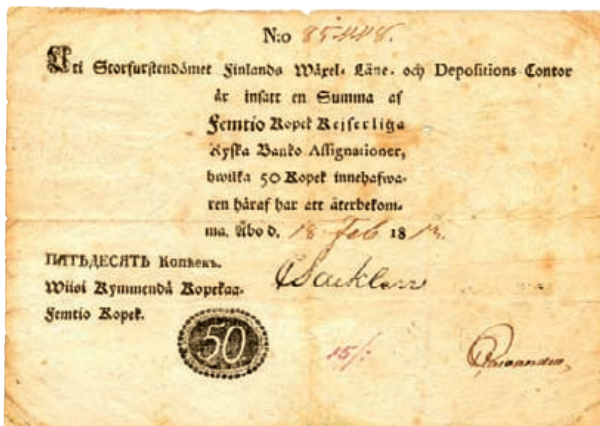 N:o 85448.
Uti Storfurstendömet Finlands Wäxel- Låne- och Depositions Contor
är insatt en Summa af
Femtio Kopek Kejserliga
Ryska Banko Assignationer,
hwilka 50 Kopek innehafwa-
ren häraf har att återbekom-
ma. Åbo d. 18 Feb 18
ПЯТЬДЕСЯТЬ Копѣекъ.
Wiisi Kymmendä Kopekaa.
Femtio Kopek.
50